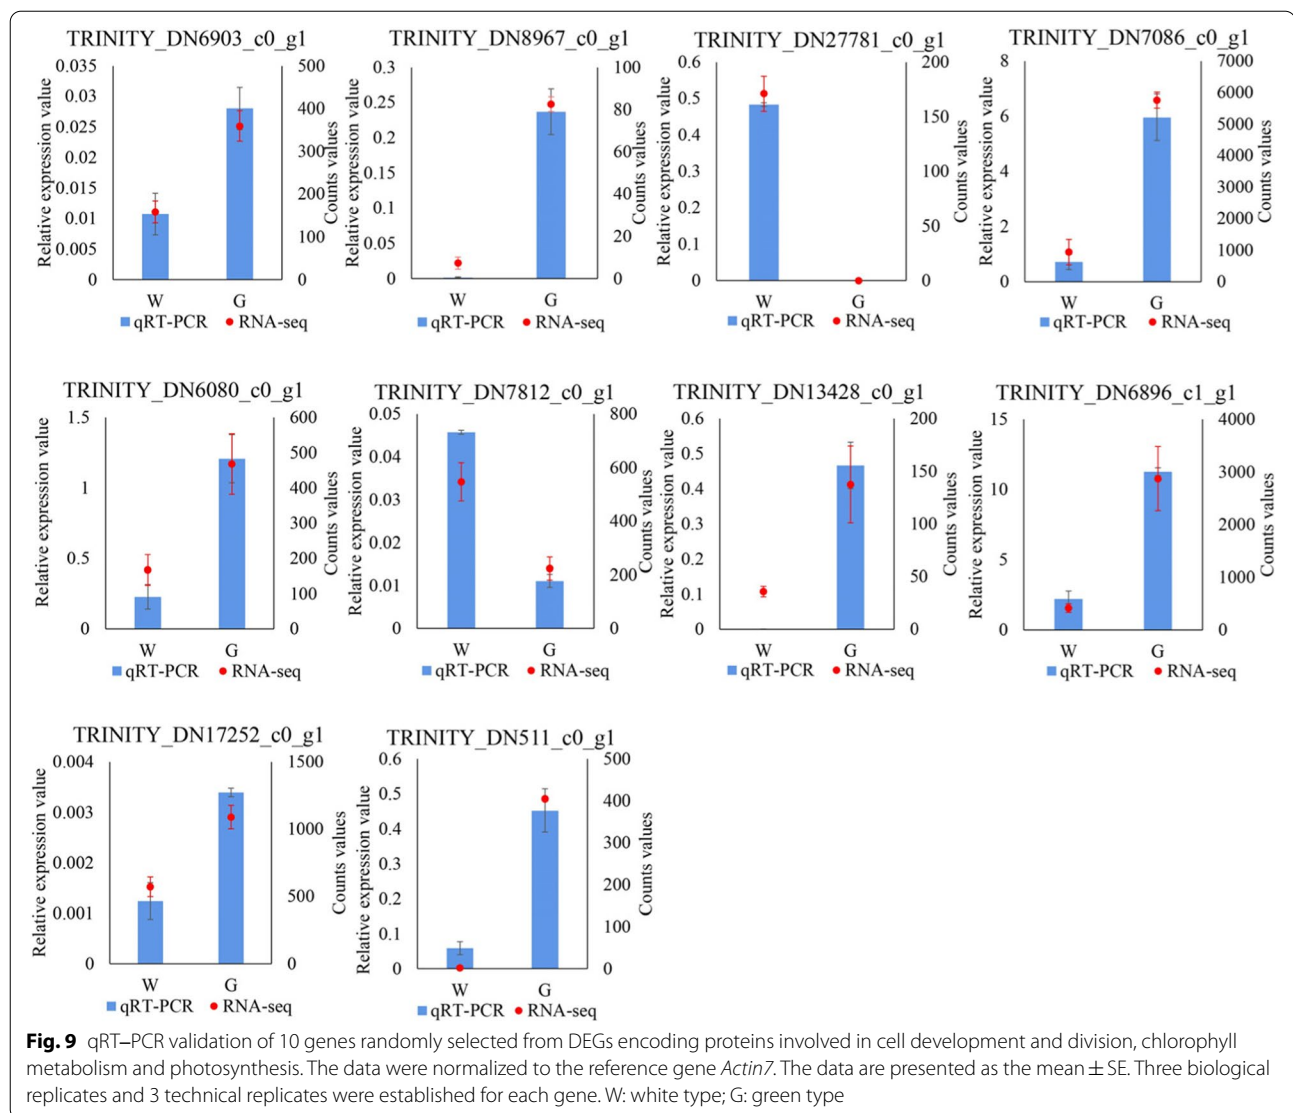 TRINITY_DN6903_c0_g1
Relative expression value
0.035
0.03
0.025
0.02
0.015
0.01
0.005
0
500
400
300
200
100
0
Counts values
W G
qRT-PCR RNA-seq
TRINITY_DN8967_c0_g1
Relative expression value
0.3
0.25
0.2
0.15
0.1
0.05
0
100
80
60
40
20
0
Counts values
W G
qRT-PCR RNA-seq
TRINITY_DN27781_c0_g1
Relative expression value
0.6
0.5
0.4
0.3
0.2
0.1
0
200
150
100
50
0
Counts values
W G
qRT-PCR RNA-seq
TRINITY_DN7086_c0_g1
Relative expression value
8
6
4
2
0
7000
6000
5000
4000
3000
2000
1000
0
Counts values
W G
qRT-PCR RNA-seq
TRINITY_DN6080_c0_g1
Relative expression value
1.5
1
0.5
0
600
500
400
300
200
100
0
Counts values
W G
qRT-PCR RNA-seq
TRINITY_DN7812_c0_g1
Relative expression value
0.05
0.04
0.03
0.02
0.01
0
800
600
400
200
0
Counts values
W G
qRT-PCR RNA-seq
TRINITY_DN13428_c0_g1
Relative expression value
0.6
0.5
0.4
0.3
0.2
0.1
0
200
150
100
50
0
Counts values
W G
qRT-PCR RNA-seq
TRINITY_DN6896_c1_g1
Relative expression value
15
10
5
0
4000
3000
2000
1000
0
Counts values
W G
qRT-PCR RNA-seq
TRINITY_DN17252_c0_g1
Relative expression value
0.004
0.003
0.002
0.001
0
1500
1000
500
0
Counts values
W G
qRT-PCR RNA-seq
TRINITY_DN511_c0_g1
Relative expression value
0.6
0.5
0.4
0.3
0.2
0.1
0
500
400
300
200
100
0
Counts values
W G
qRT-PCR RNA-seq
Fig. 9 qRT–PCR validation of 10 genes randomly selected from DEGs encoding proteins involved in cell development and division, chlorophyll
metabolism and photosynthesis. The data were normalized to the reference gene Actin7. The data are presented as the mean ± SE. Three biological
replicates and 3 technical replicates were established for each gene. W: white type; G: green type